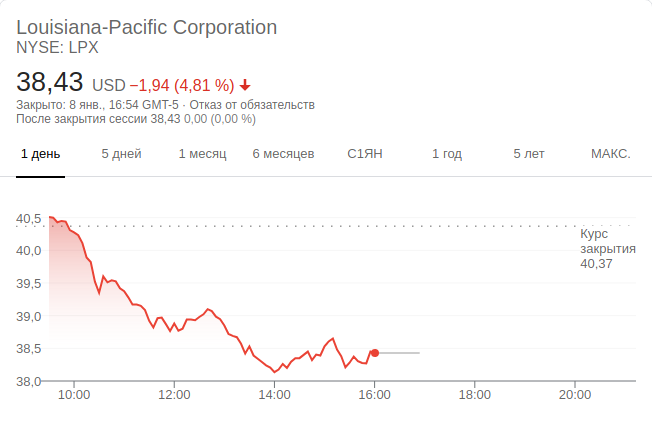 Louisiana-Pacific Corporation
NYSE: LPX
38,43 USD −1,94 (4,81 %)
Закрыто: 8 янв., 16:54 GMT-5 · Отказ от обязательств
После закрытия сессии 38,43 0,00 (0,00 %)
1 день 5 дней 1 месяц 6 месяцев С1ЯН 1 год 5 лет МАКС.
40,5
Курс
закрытия
40,37
40,0
39,5
39,0
38,5
38,0
10:00 12:00 14:00 16:00 18:00 20:00